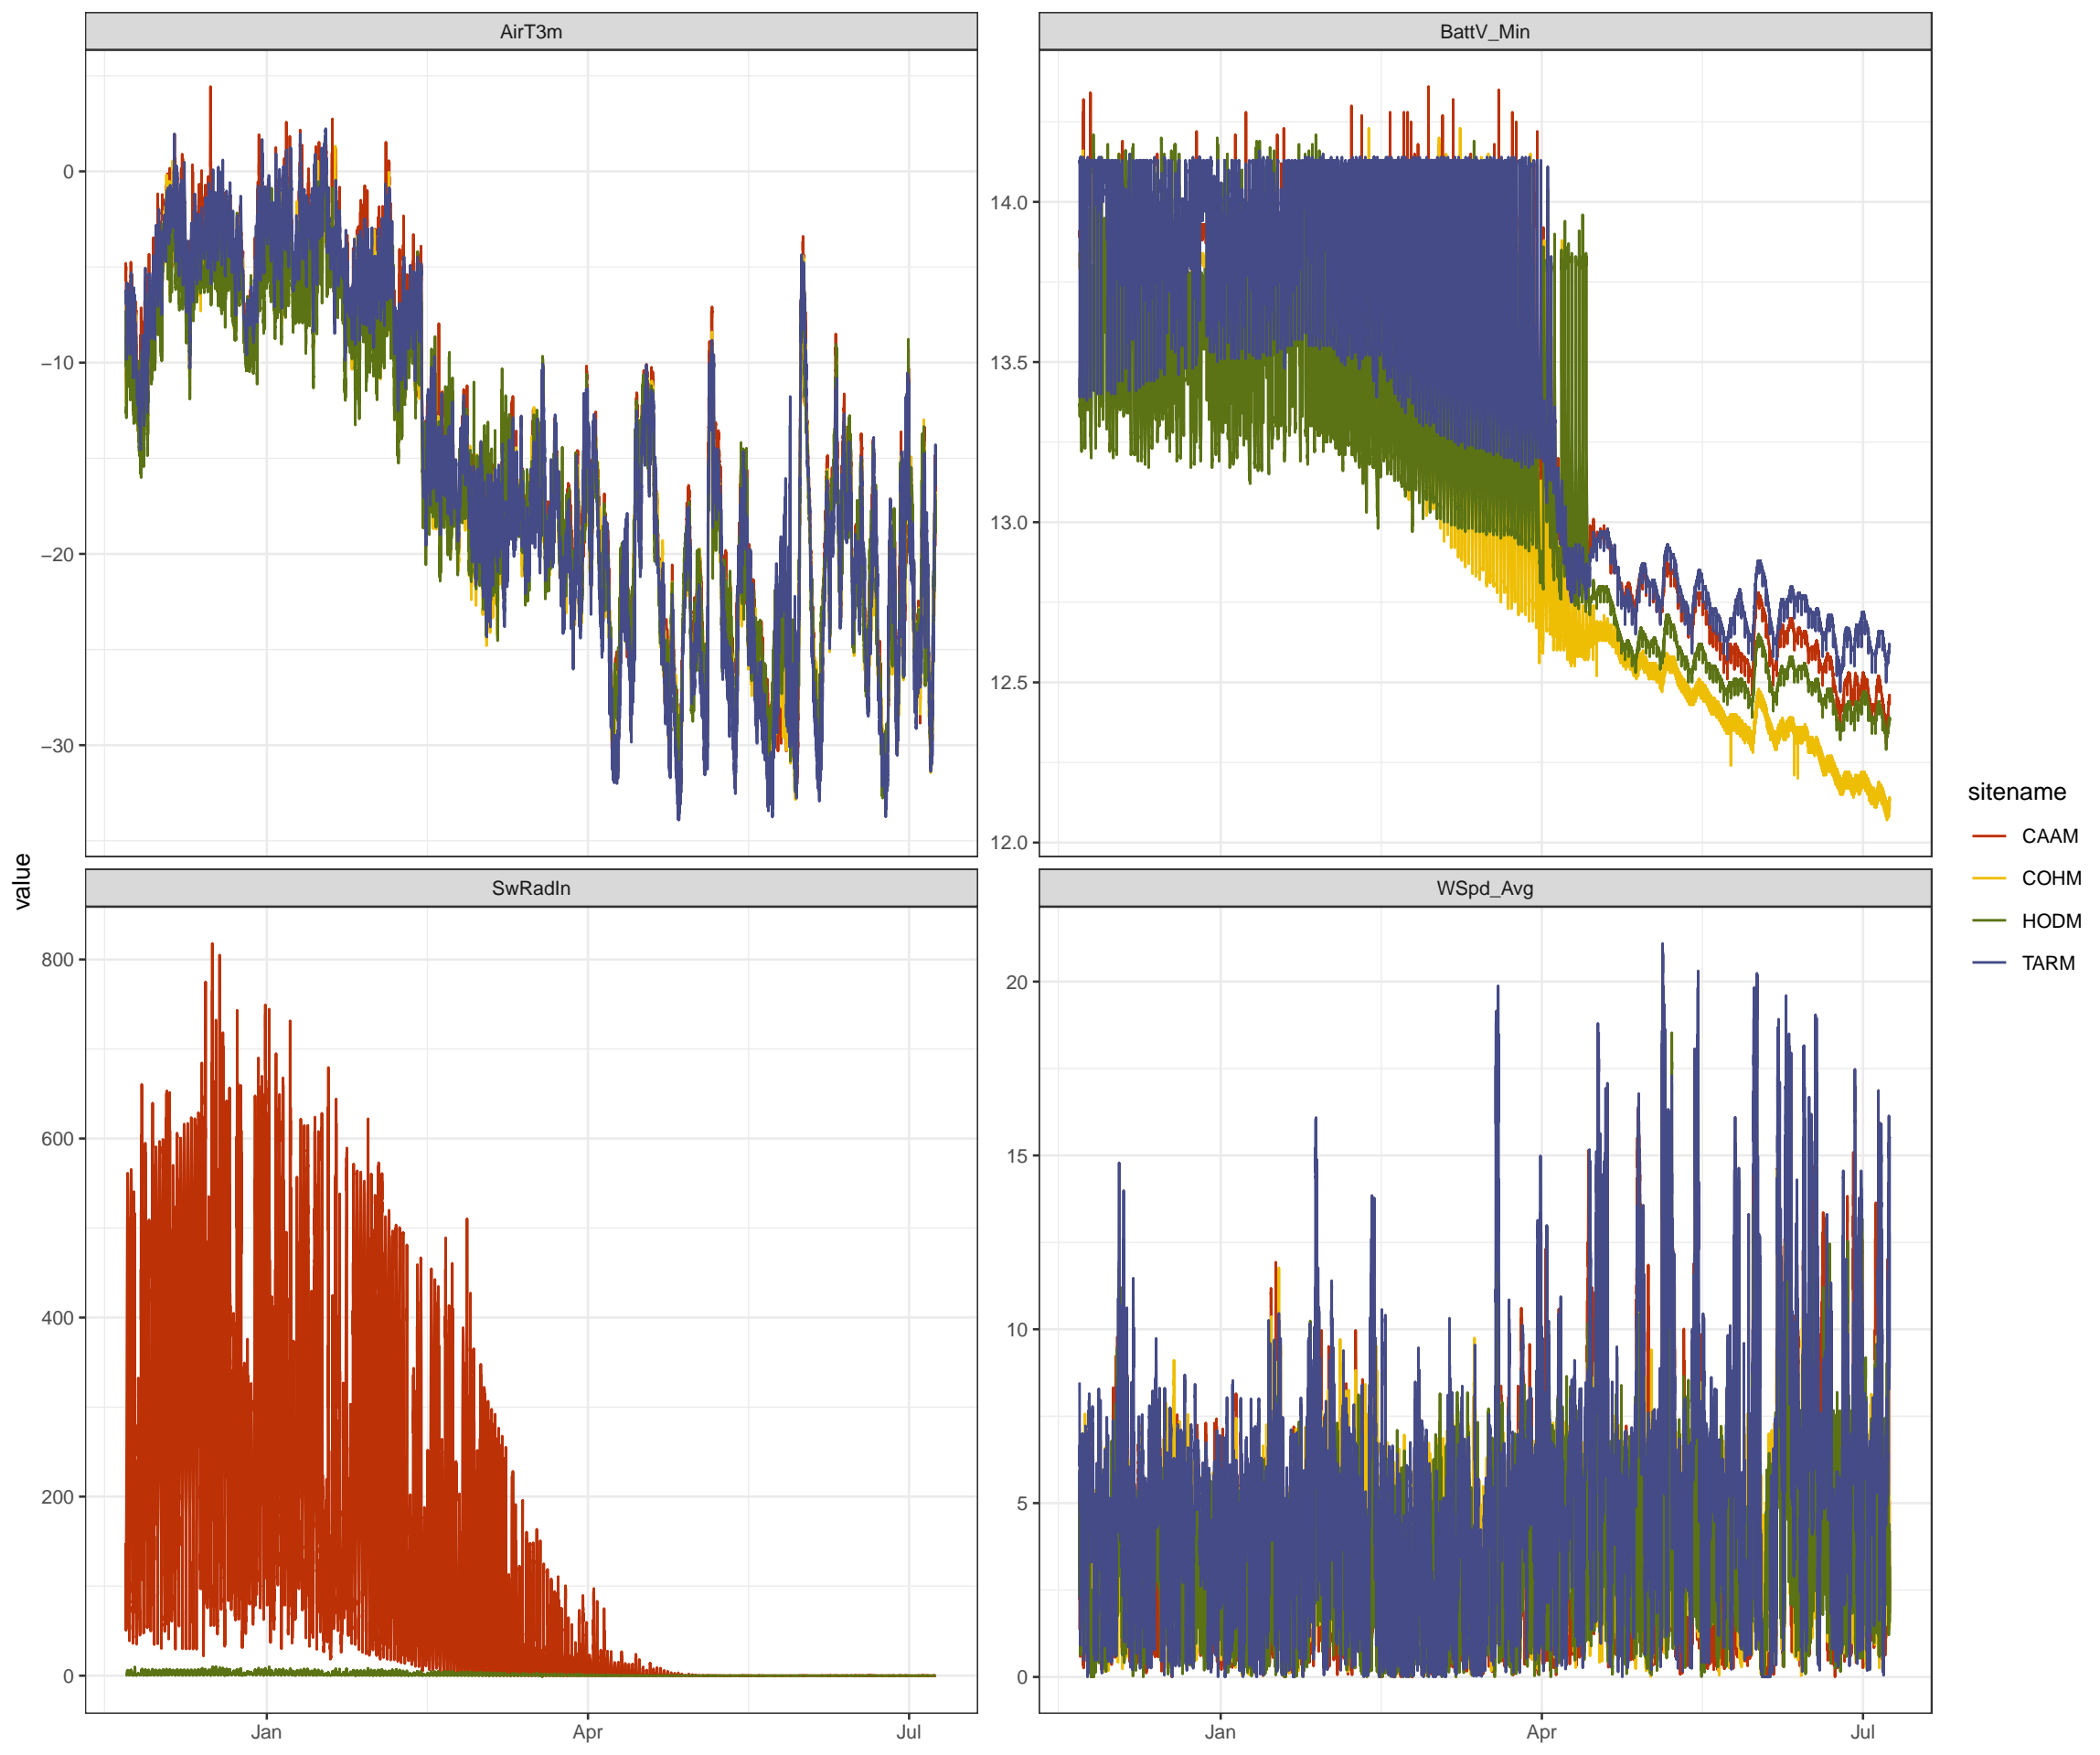 AirT3m
BattV_Min
0
−10
−20
−30
14.0
13.5
13.0
12.5
12.0
value
SwRadIn
WSpd_Avg
800
600
400
200
0
20
15
10
5
0
Jan Apr Jul
Jan Apr Jul
sitename
CAAM
COHM
HODM
TARM